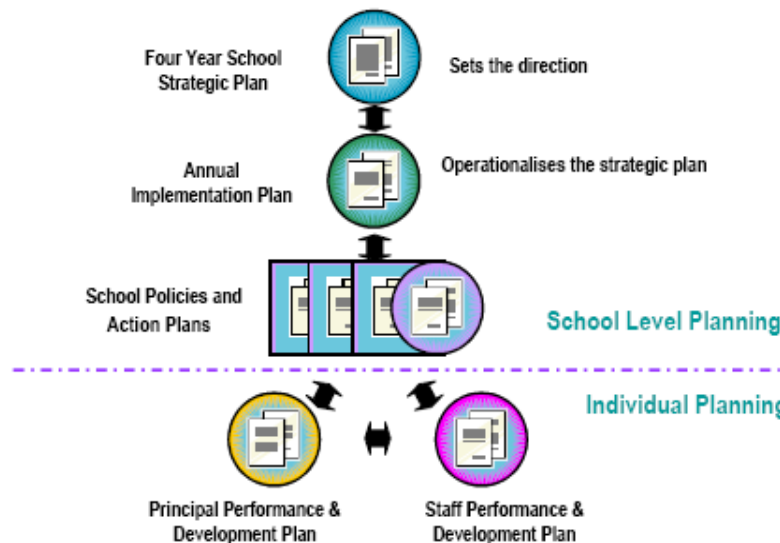 Four Year School
Strategic Plan
Sets the direction
Annual
Implementation Plan
Operationalises the strategic plan
School Policies and
Action Plans
School Level Planning
Individual Planning
Principal Performance &
Development Plan
Staff Performance &
Development Plan